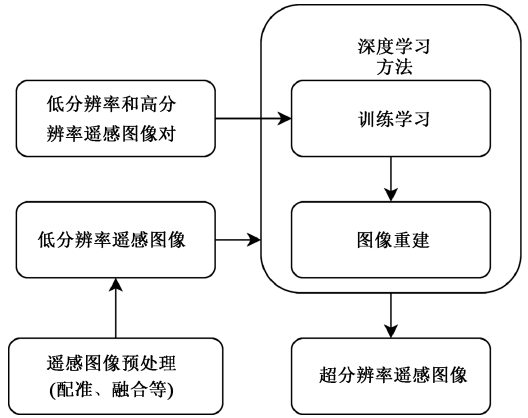 深度学习
方法
低分辨率和高分
辨率遥感图像对
训练学习
低分辨率遥感图像
图像重建
遥感图像预处理
(配准、融合等)
超分辨率遥感图像